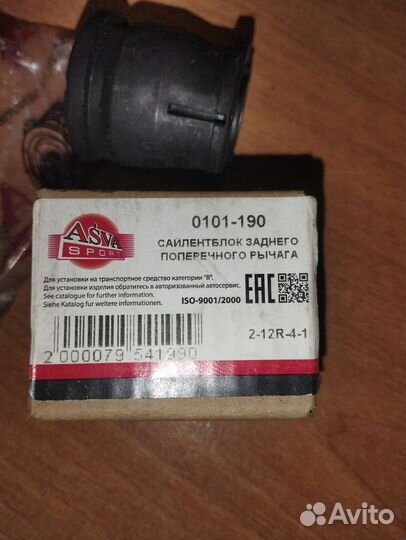 ASVA
SPORT
0101-190
САЙЛЕНТБЛОК ЗАДНЕГО
ПОПЕРЕЧНОГО РЫЧАГА
Для установки на транспортное средство категории "В".
Для установки изделия обратитесь в авторизованный автосервис.
See catalogue for further information.
Siehe Katalog fur weitere informationen.
ISO-9001/2000
EAC
2-12R-4-1
2 000079 541990
Avito